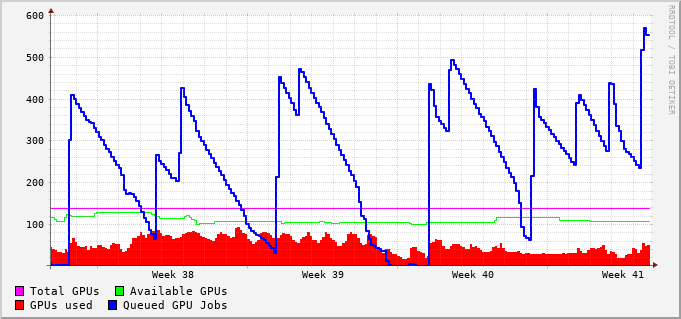 600
500
400
300
200
100
Week 38 Week 39 Week 40 Week 41
Total GPUs Available GPUs
GPUs used Queued GPU Jobs
RRDTOOL / TOBI OETIKER